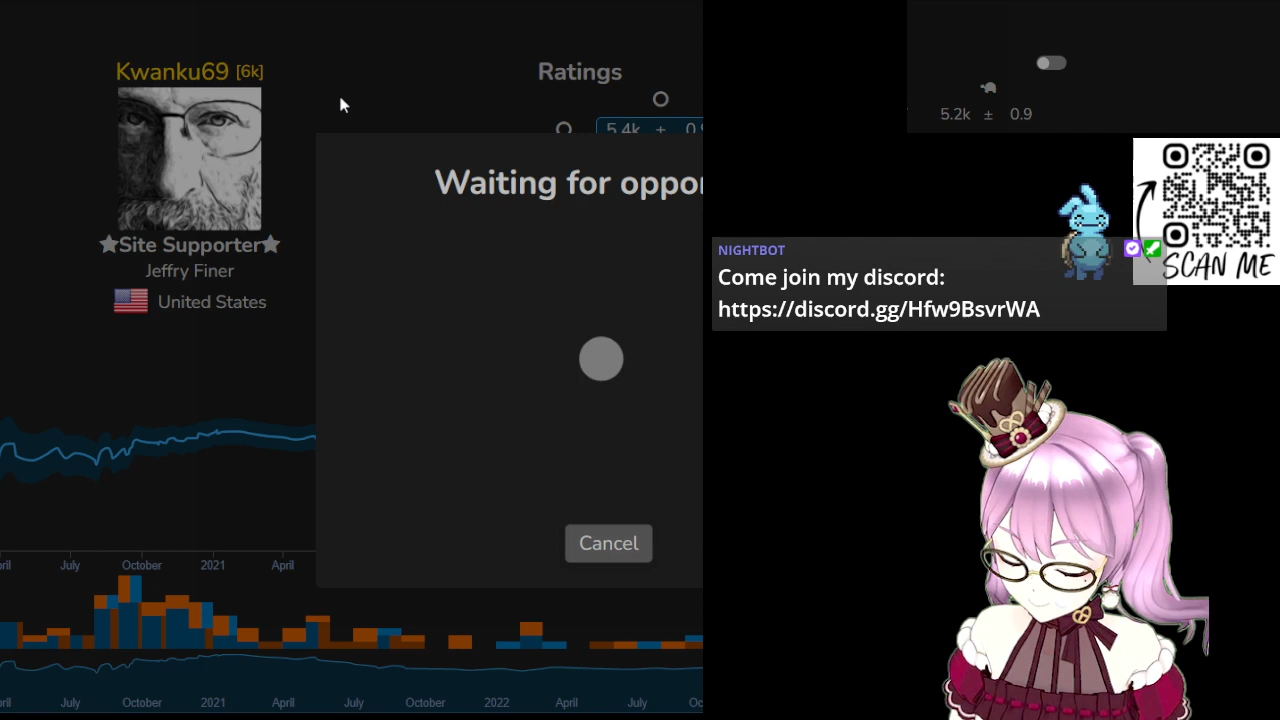 Kwanku69 [6k]
Ratings
5.4k ±
5.2k ± 0.9
Waiting for oppo
★Site Supporter★
Jeffry Finer
United States
NIGHTBOT
Come join my discord:
https://discord.gg/Hfw9BsvrWA
SCAN ME
Cancel
July October 2021 April
July October 2021 April July October 2022 April July